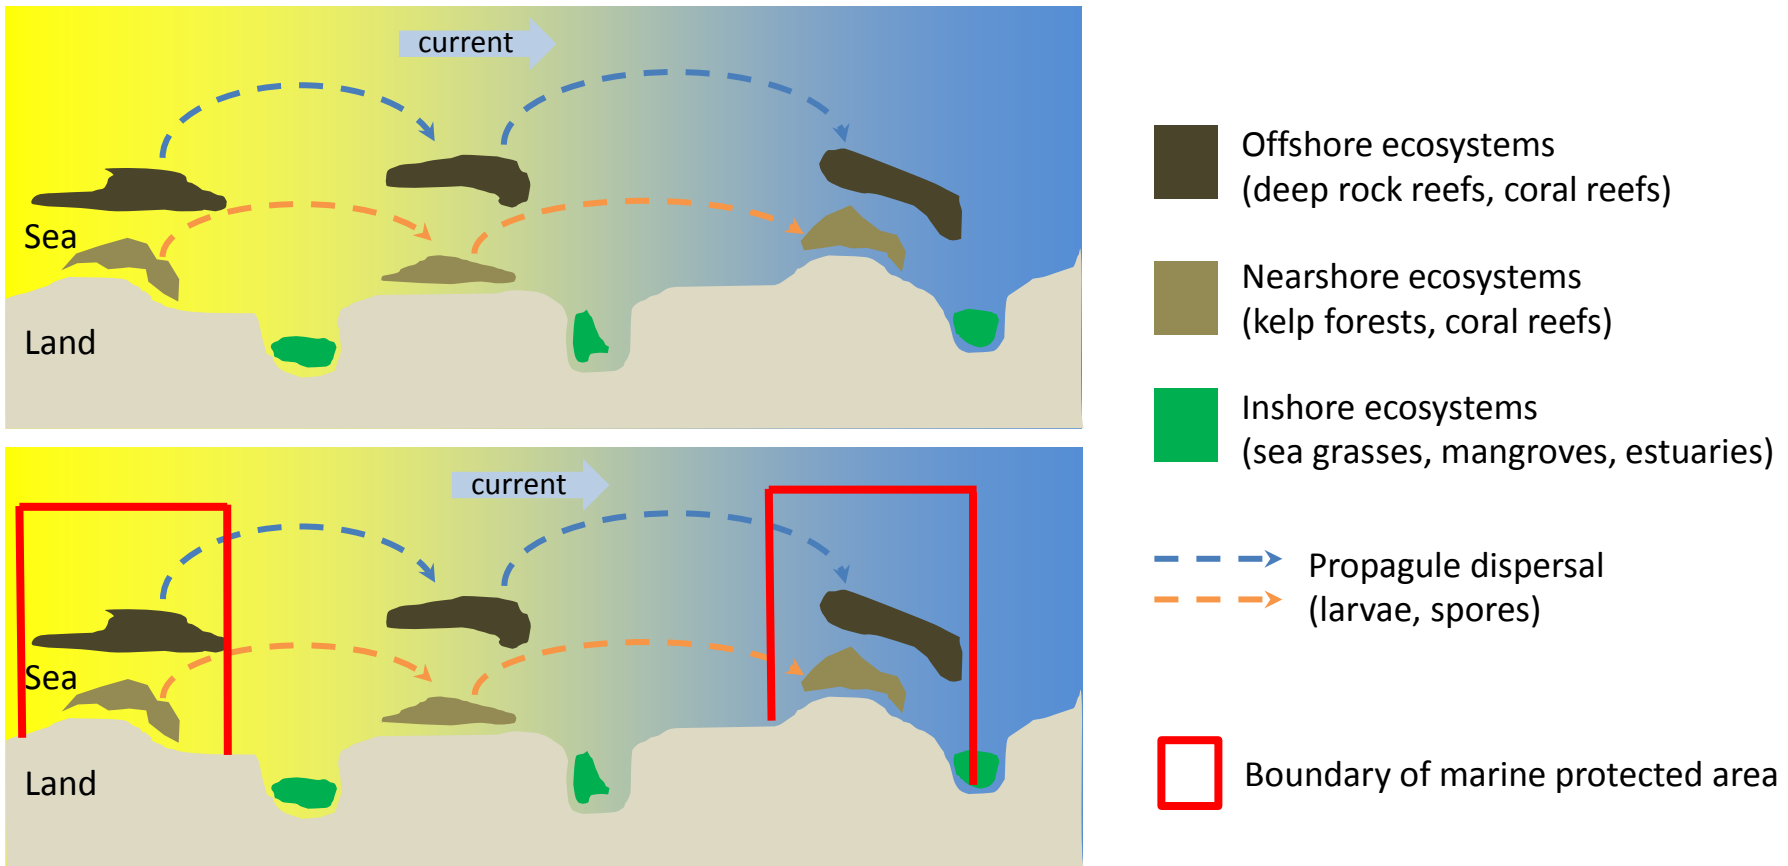 current
Sea
Land
current
Sea
Land
Offshore ecosystems
(deep rock reefs, coral reefs)
Nearshore ecosystems
(kelp forests, coral reefs)
Inshore ecosystems
(sea grasses, mangroves, estuaries)
Propagule dispersal
(larvae, spores)
Boundary of marine protected area